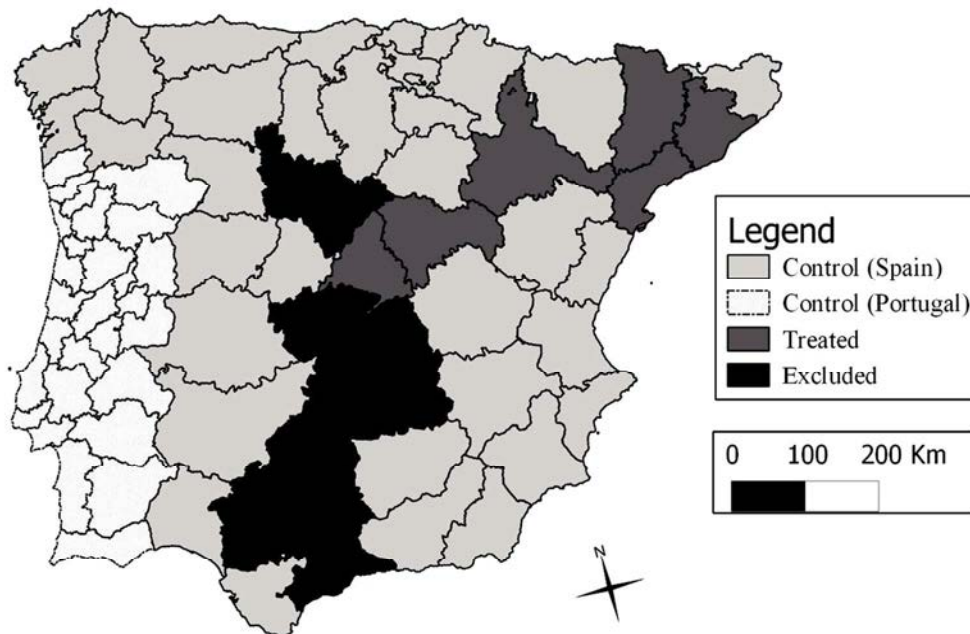 Legend
Control (Spain)
Control (Portugal)
Treated
Excluded
0 100 200 Km
N